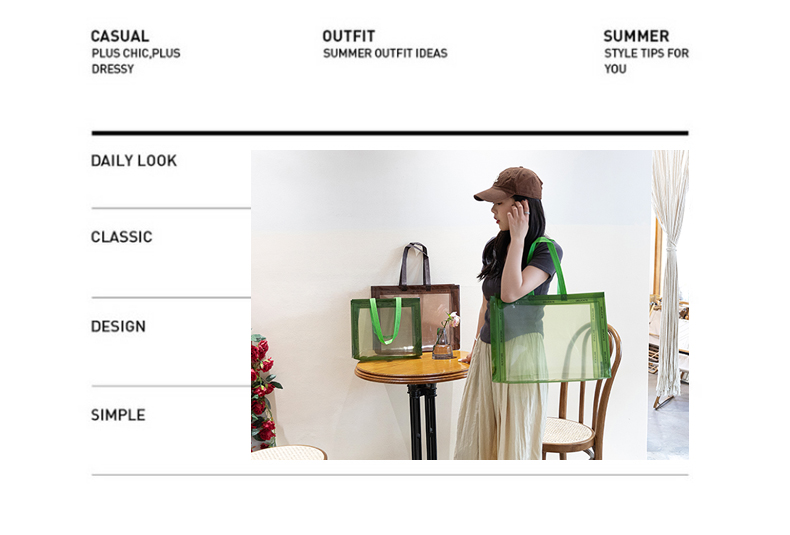 CASUAL
PLUS CHIC,PLUS
DRESSY
OUTFIT
SUMMER OUTFIT IDEAS
SUMMER
STYLE TIPS FOR
YOU
DAILY LOOK
CLASSIC
DESIGN
SIMPLE